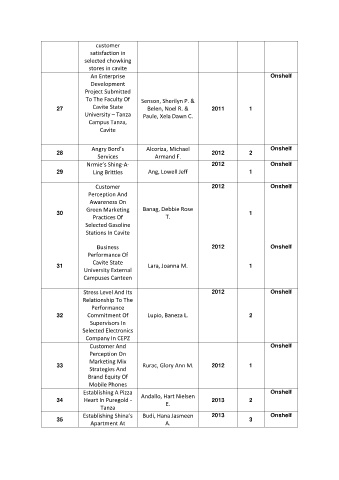 customer
satisfaction in
selected chowking
stores in cavite
27
An Enterprise
Development
Project Submitted
To The Faculty Of
Cavite State
University – Tanza
Campus Tanza,
Cavite
Senson, Sherilyn P. &
Belen, Noel R. &
Paule, Xela Dawn C.
2011
1
Onshelf
28
Angry Bord's
Services
Alcoriza, Michael
Armand F.
2012
2
Onshelf
29
Nrmie's Shing-A-
Ling Brittles
Ang, Lowell Jeff
2012
1
Onshelf
30
Customer
Perception And
Awareness On
Green Marketing
Practices Of
Selected Gasoline
Stations In Cavite
Banag, Debbie Rose
T.
2012
1
Onshelf
31
Business
Performance Of
Cavite State
University External
Campuses Canteen
Lara, Joanna M.
2012
1
Onshelf
32
Stress Level And Its
Relationship To The
Performance
Commitment Of
Supervisors In
Selected Electronics
Company In CEPZ
Lupio, Baneza L.
2012
2
Onshelf
33
Customer And
Perception On
Marketing Mix
Strategies And
Brand Equity Of
Mobile Phones
Rurac, Glory Ann M.
2012
1
Onshelf
34
Establishing A Pizza
Heart In Puregold -
Tanza
Andallo, Hart Nielsen
E.
2013
2
Onshelf
35
Establishing Shina's
Apartment At
Budi, Hana Jasmeen
A.
2013
3
Onshelf